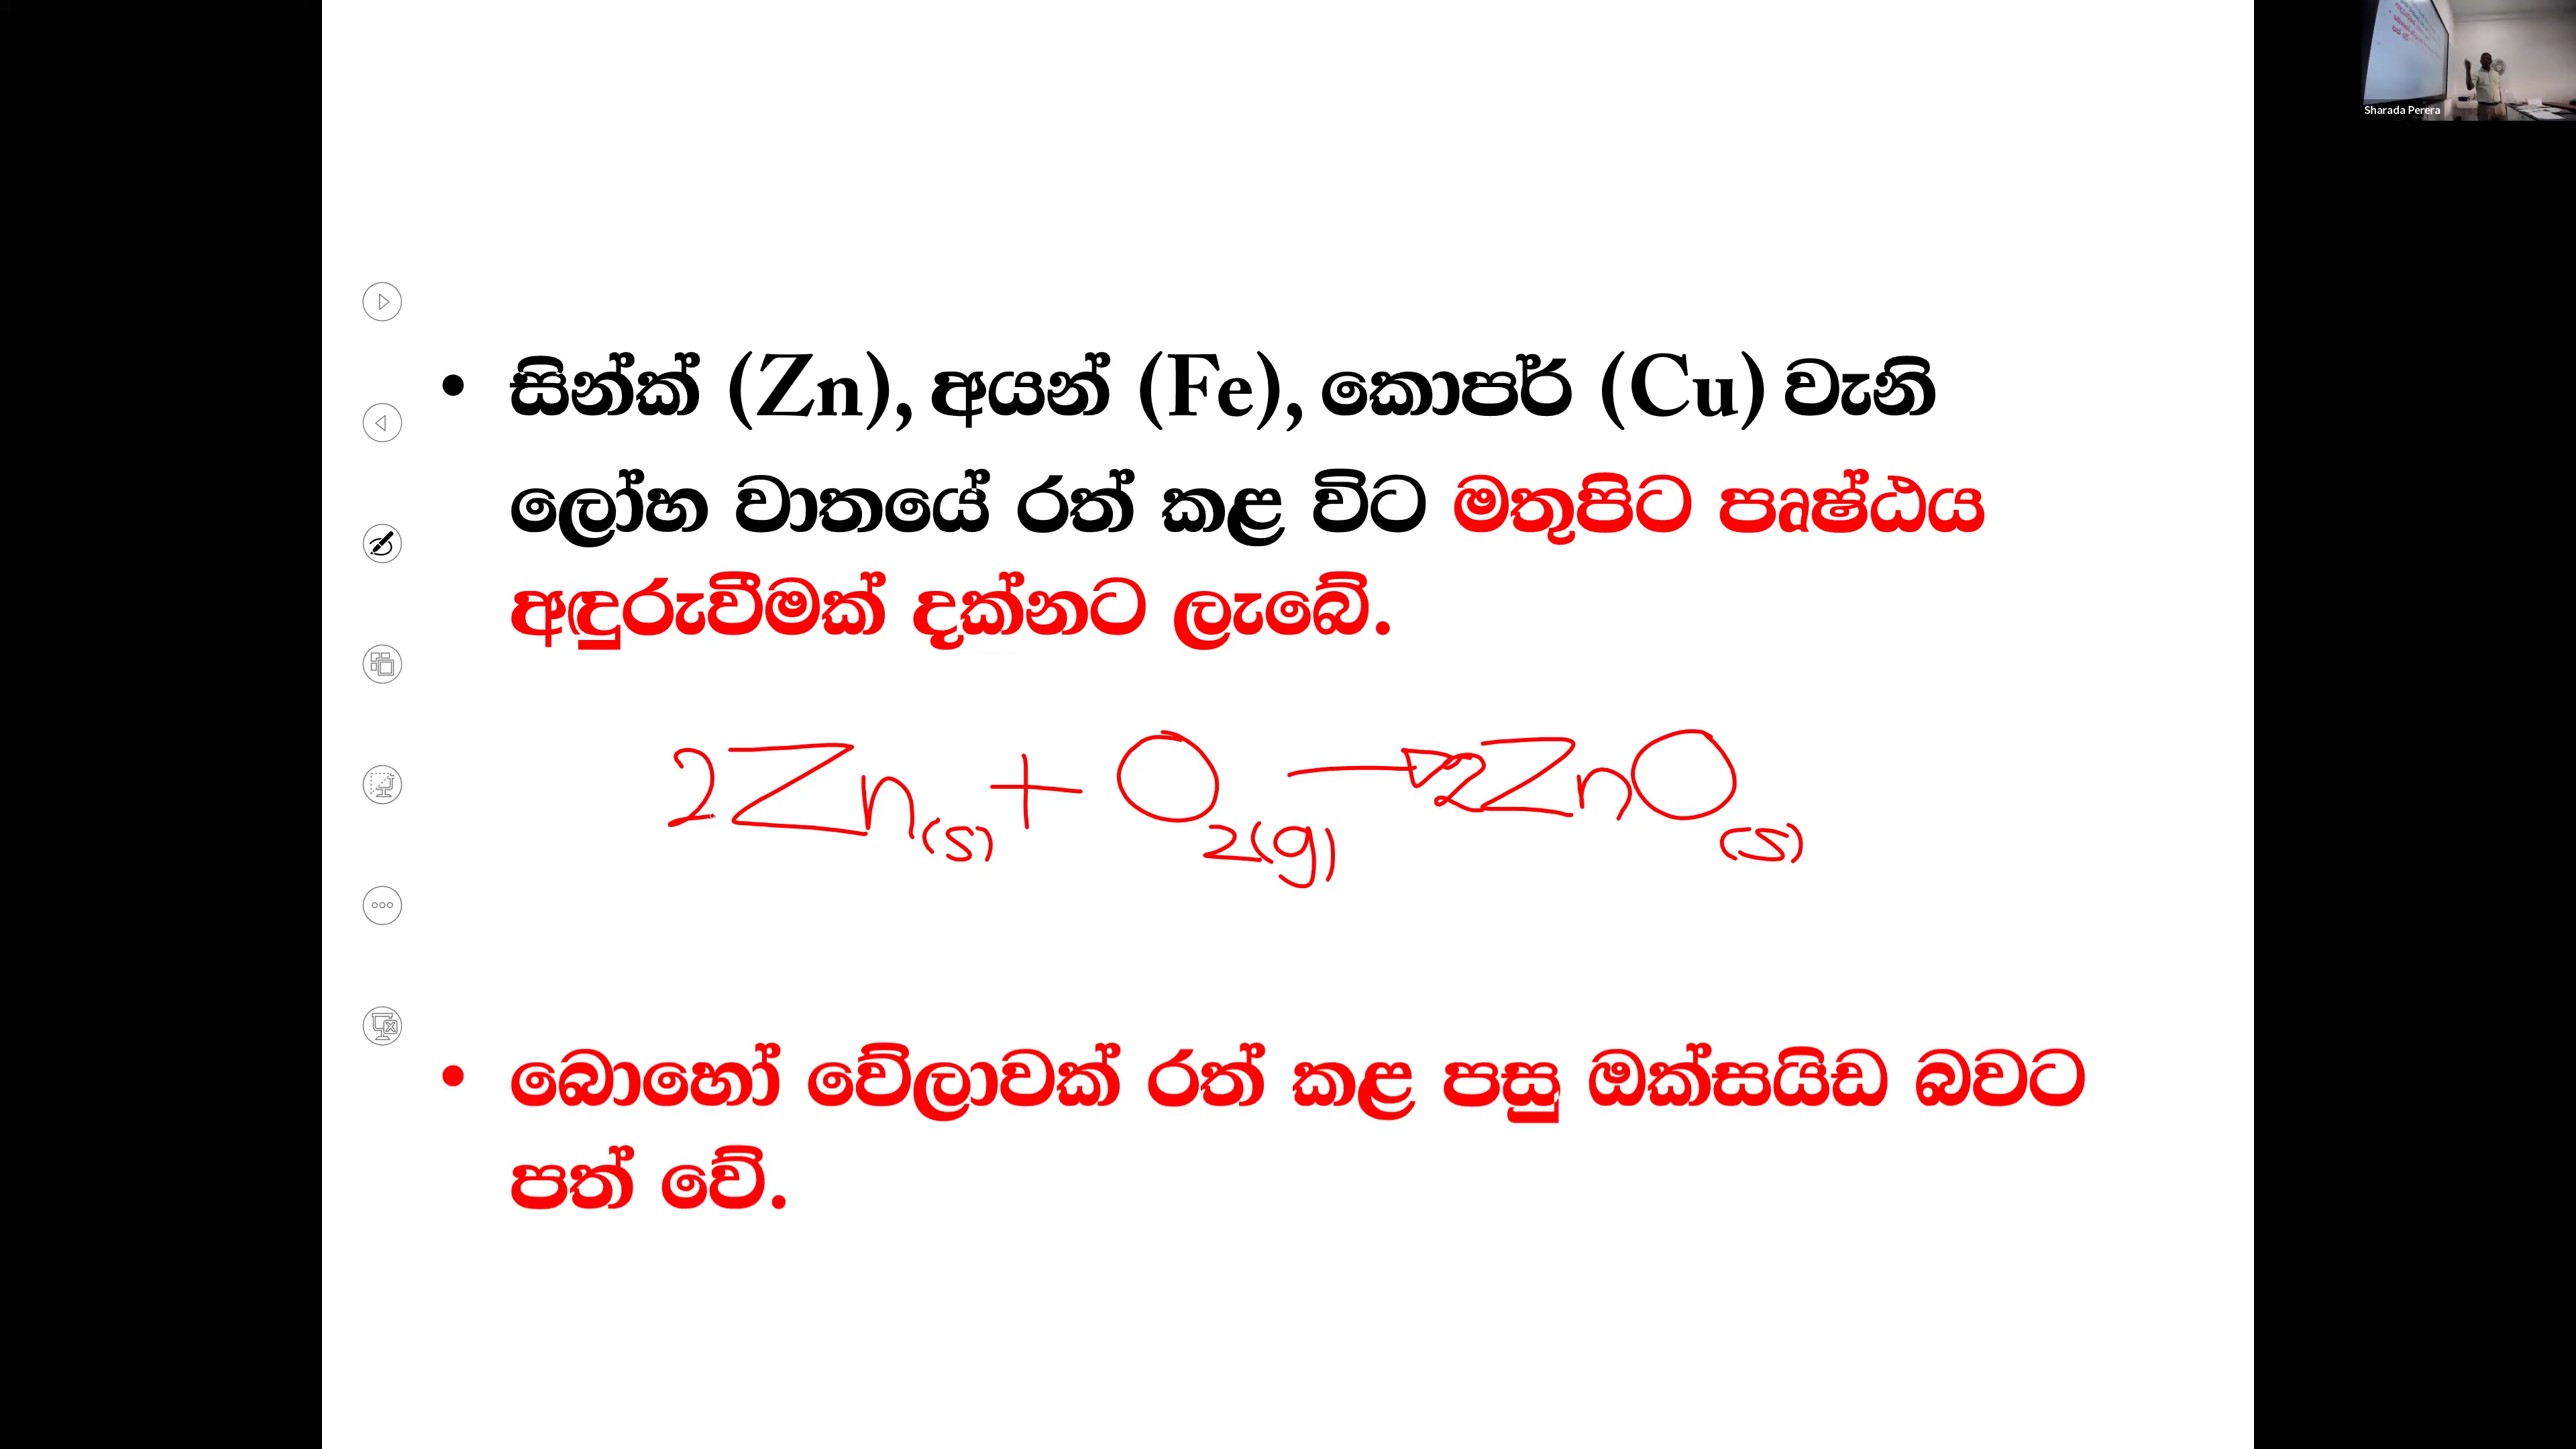 Sharada Perera
• සින්ක් (Zn), අයන් (Fe), කොපර් (Cu) වැනි
ලෝහ වාතයේ රත් කළ විට මතුපිට පෘෂ්ඨය
අඳුරුවීමක් දක්නට ලැබේ.
2Zn(s) + O2(g) → 2ZnO(s)
• බොහෝ වේලාවක් රත් කළ පසු ඔක්සයිඩ බවට
පත් වේ.